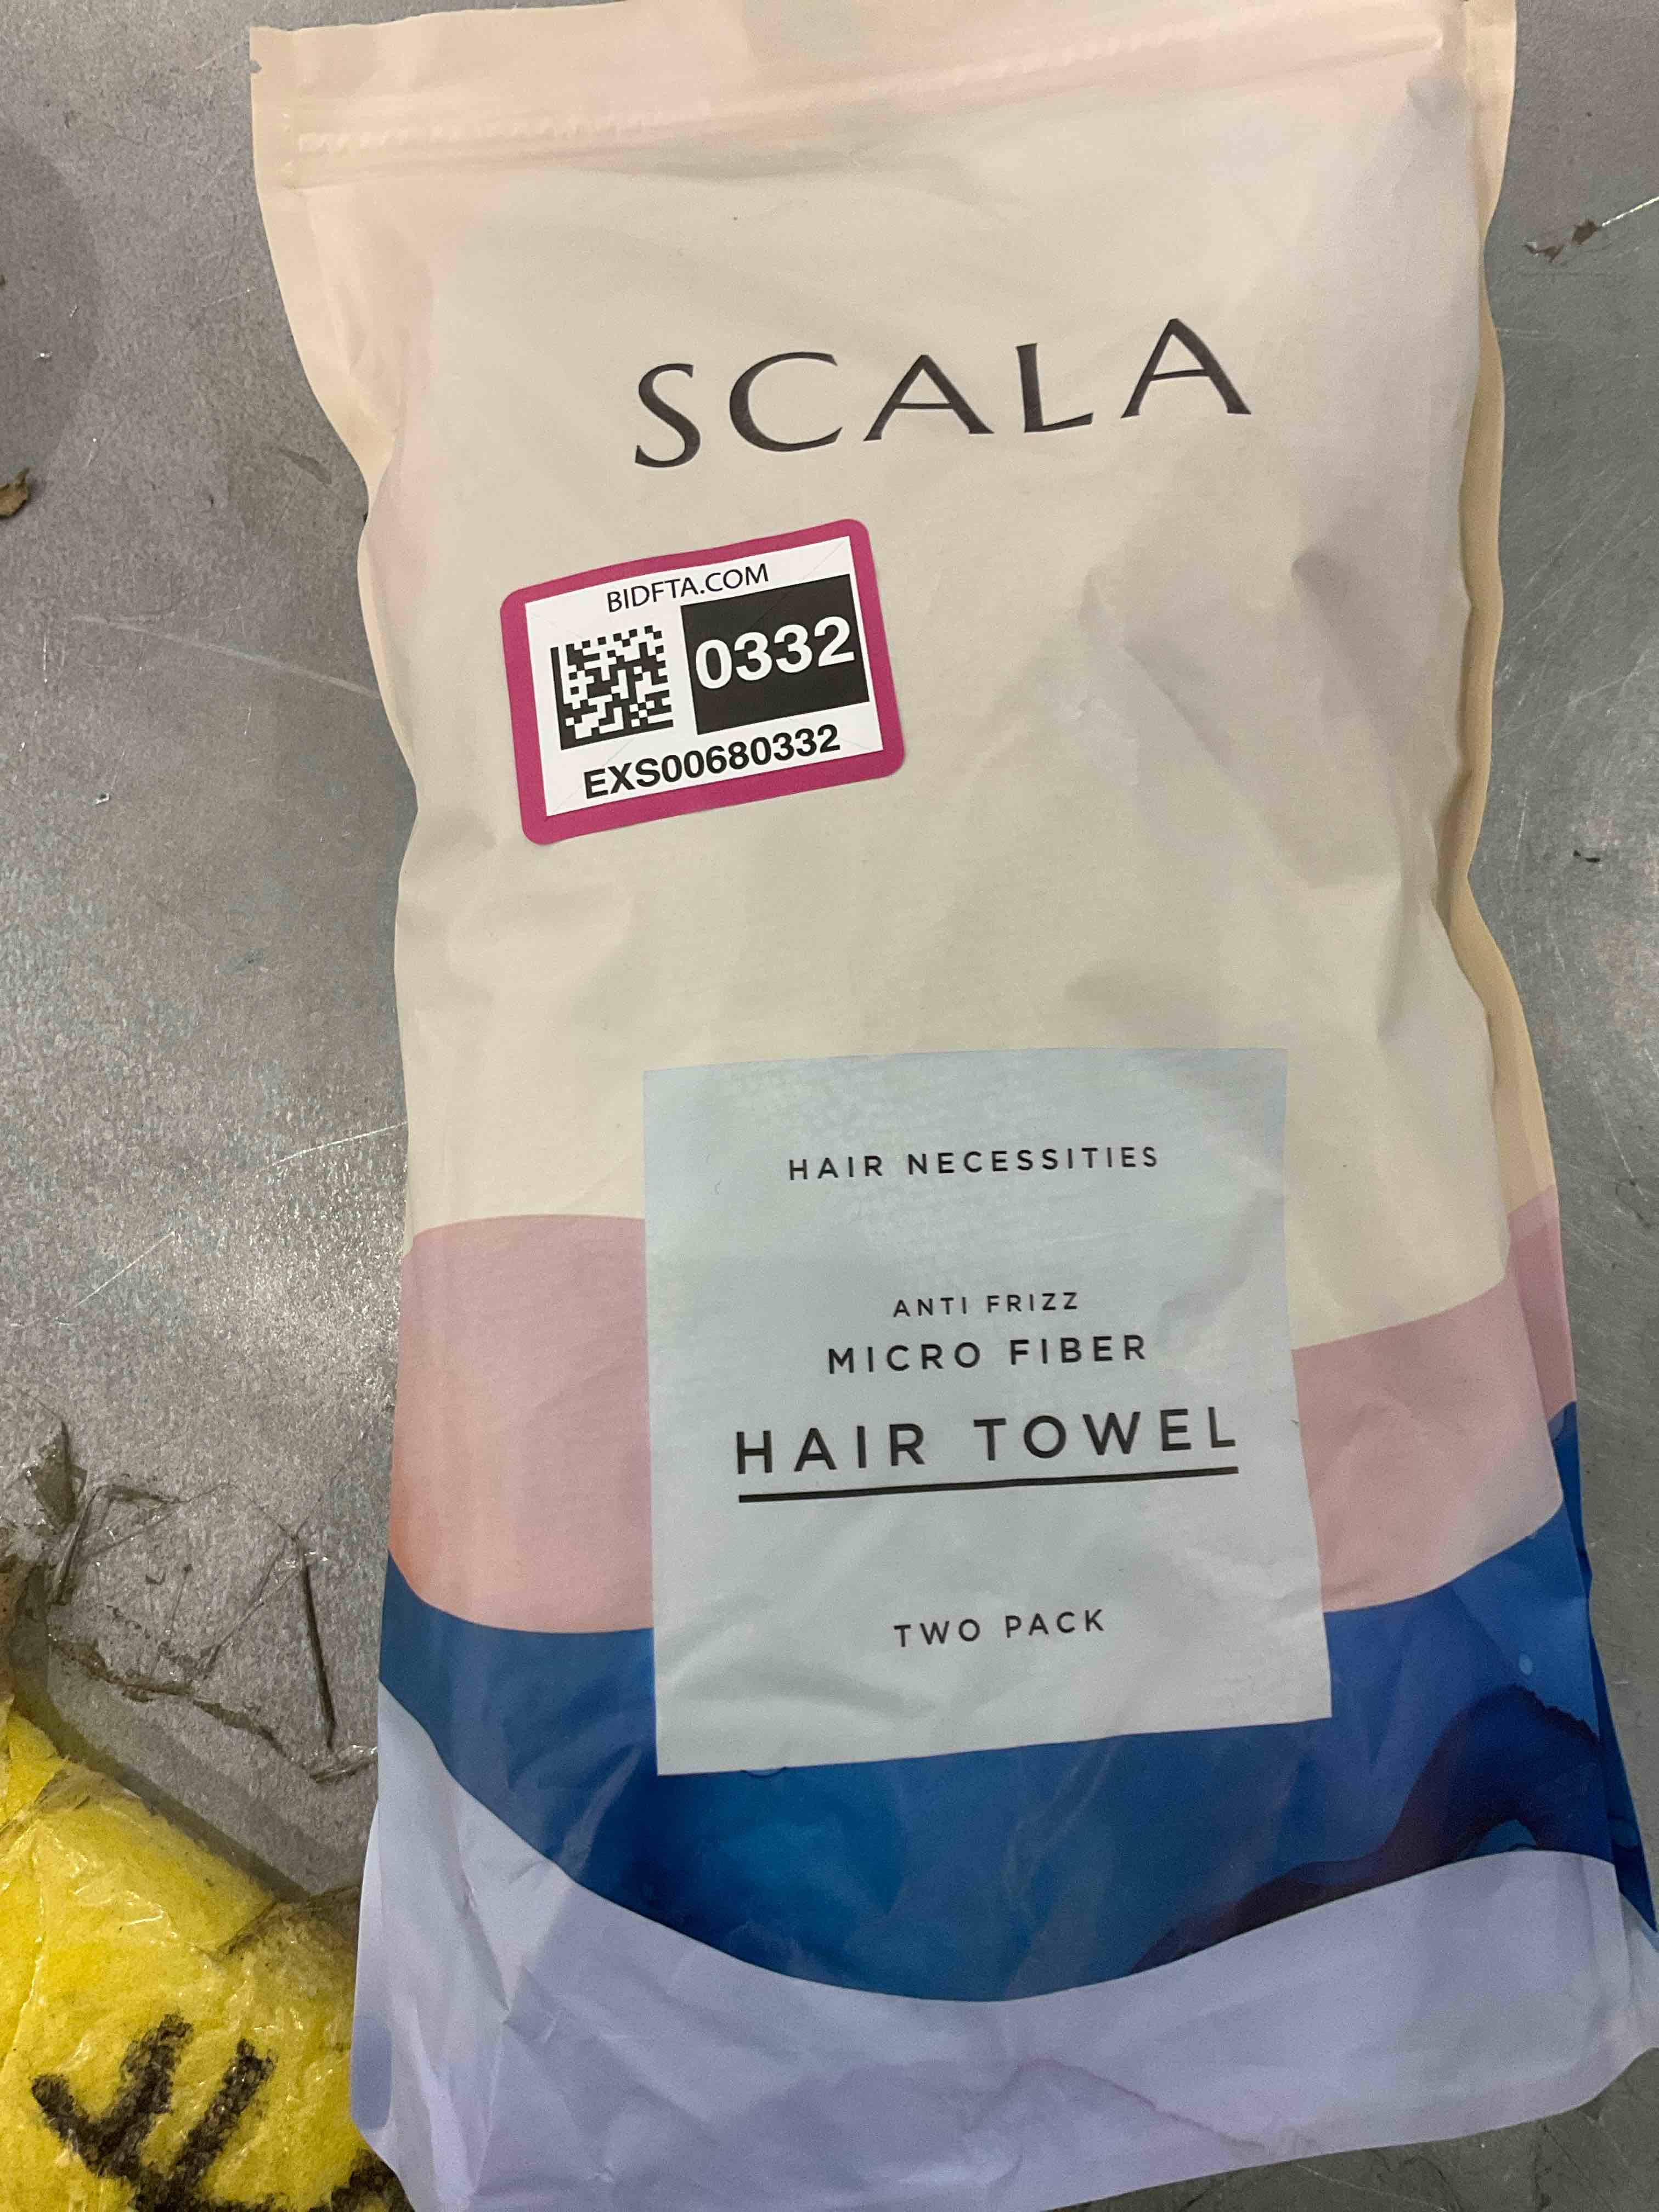 SCALA
BIDFTA.COM
0332
EXS00680332
HAIR NECESSITIES
ANTI FRIZZ
MICRO FIBER
HAIR TOWEL
TWO PACK